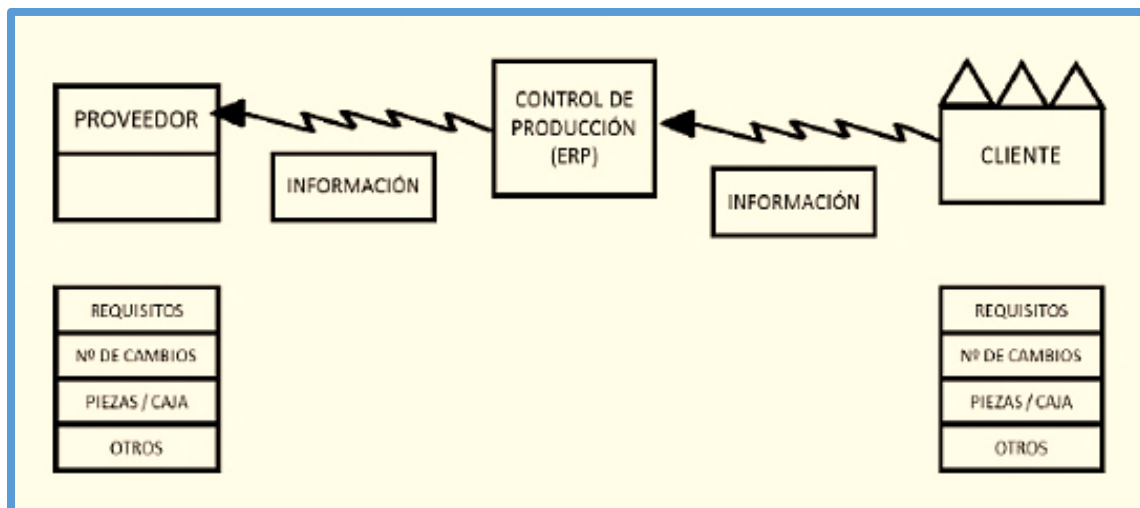 PROVEEDOR
INFORMACIÓN
CONTROL DE
PRODUCCIÓN
(ERP)
INFORMACIÓN
CLIENTE
REQUISITOS
Nº DE CAMBIOS
PIEZAS / CAJA
OTROS
REQUISITOS
Nº DE CAMBIOS
PIEZAS / CAJA
OTROS